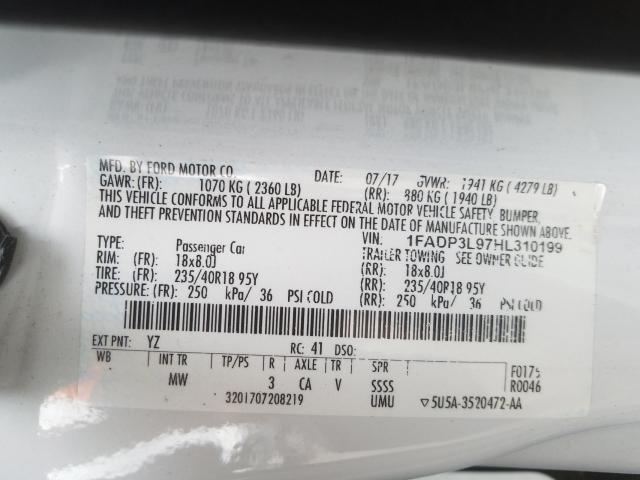 MFD. BY FORD MOTOR CO. DATE: 07/17 GVWR: 1941 KG ( 4279 LB)
GAWR: (FR): 1070 KG ( 2360 LB) (RR): 880 KG ( 1940 LB)
THIS VEHICLE CONFORMS TO ALL APPLICABLE FEDERAL MOTOR VEHICLE SAFETY, BUMPER
AND THEFT PREVENTION STANDARDS IN EFFECT ON THE DATE OF MANUFACTURE SHOWN ABOVE.
VIN: 1FADP3L97HL310199
TYPE: Passenger Car TRAILER TOWING SEE OWNER GUIDE
RIM: (FR): 18x8.0J (RR): 18x8.0J
TIRE: (FR): 235/40R18 95Y (RR): 235/40R18 95Y
PRESSURE: (FR): 250 kPa/ 36 PSI COLD (RR): 250 kPa/ 36 PSI COLD
EXT PNT: YZ RC: 41 DSO: F0175
WB INT TR TP/PS R AXLE TR SPR R0046
MW 3 CA V SSSS
3201707208219 UMU ▽5U5A-3520472-AA